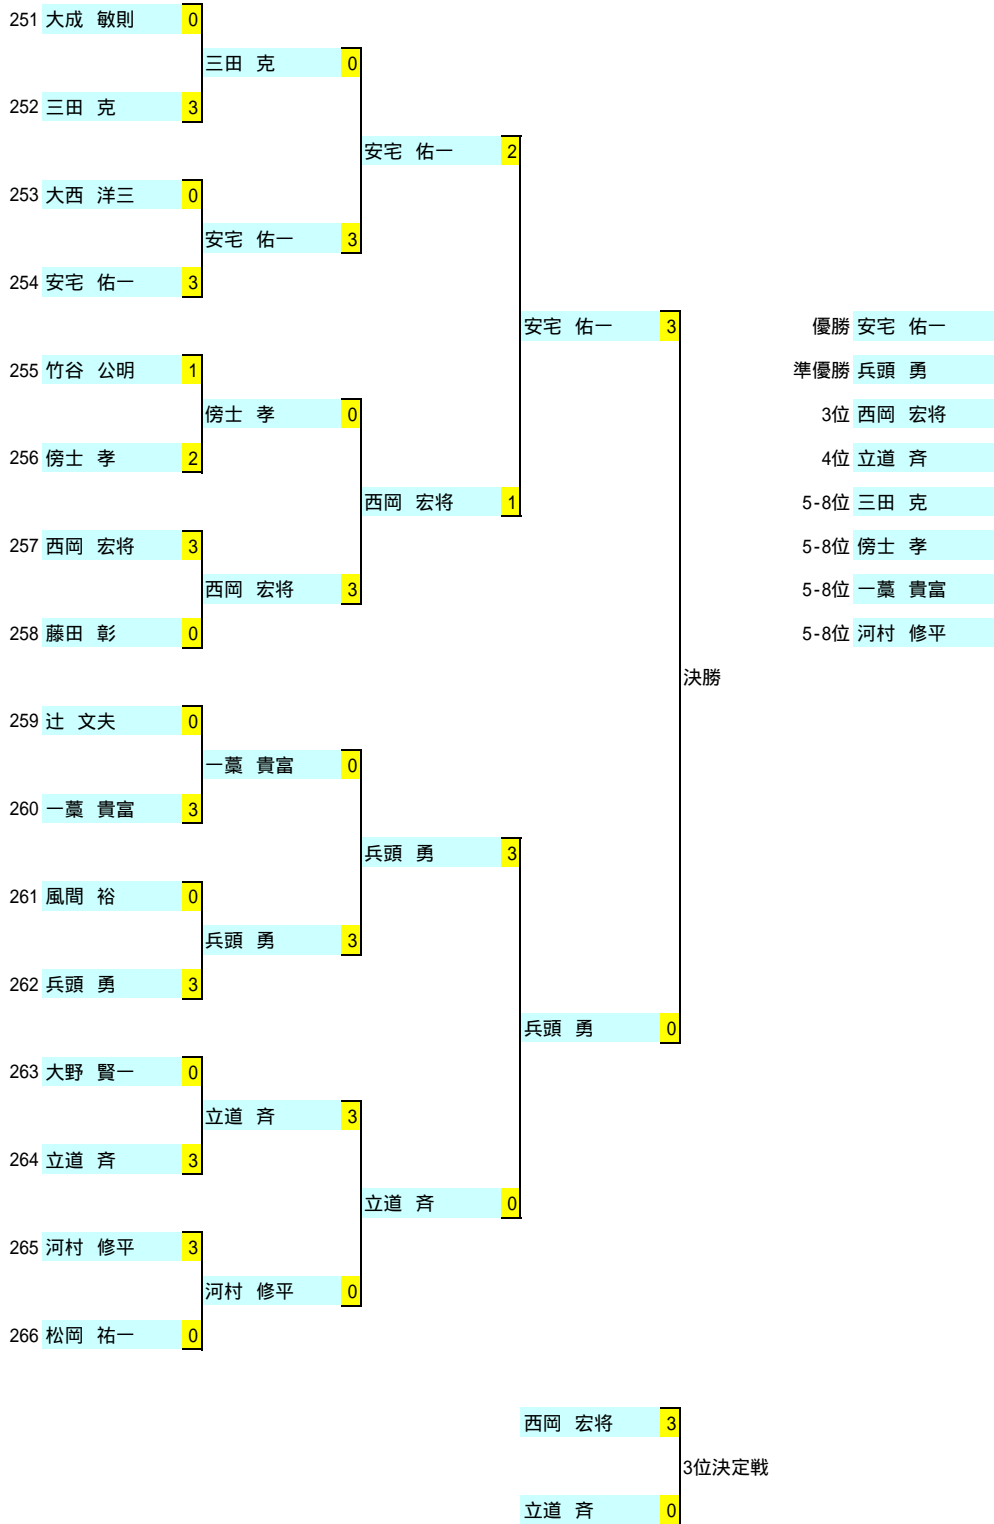 251 大成 敏則 0
三田 克 0
252 三田 克 3
安宅 佑一 2
253 大西 洋三 0
安宅 佑一 3
254 安宅 佑一 3
安宅 佑一 3
優勝 安宅 佑一
255 竹谷 公明 1
準優勝 兵頭 勇
傍士 孝 0
3位 西岡 宏将
256 傍士 孝 2
4位 立道 斉
西岡 宏将 1
5-8位 三田 克
257 西岡 宏将 3
5-8位 傍士 孝
西岡 宏将 3
5-8位 一藁 貴富
258 藤田 彰 0
5-8位 河村 修平
決勝
259 辻 文夫 0
一藁 貴富 0
260 一藁 貴富 3
兵頭 勇 3
261 風間 裕 0
兵頭 勇 3
262 兵頭 勇 3
兵頭 勇 0
263 大野 賢一 0
立道 斉 3
264 立道 斉 3
立道 斉 0
265 河村 修平 3
河村 修平 0
266 松岡 祐一 0
西岡 宏将 3
3位決定戦
立道 斉 0